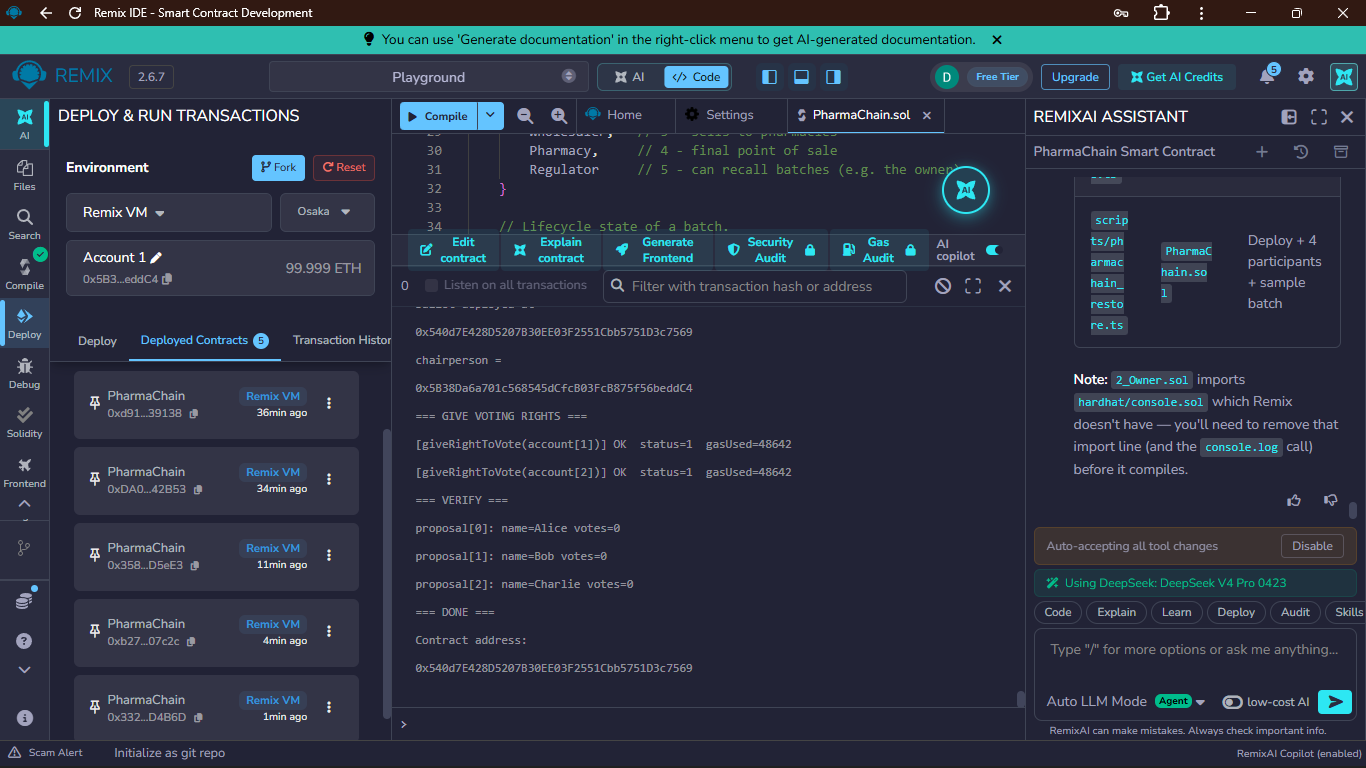 Remix IDE - Smart Contract Development
You can use 'Generate documentation' in the right-click menu to get AI-generated documentation.
REMIX
2.6.7
Playground
AI
Code
D
Free Tier
Upgrade
Get AI Credits
5
AI
Files
Search
Compile
Deploy
Debug
Solidity
Frontend
DEPLOY & RUN TRANSACTIONS
Environment
Fork
Reset
Remix VM
Osaka
Account 1
0x5B3...eddC4
99.999 ETH
Deploy
Deployed Contracts 5
Transaction Histor
PharmaChain
Remix VM
0xd91...39138
36min ago
PharmaChain
Remix VM
0xDA0...42B53
34min ago
PharmaChain
Remix VM
0x358...D5eE3
11min ago
PharmaChain
Remix VM
0xb27...07c2c
4min ago
PharmaChain
Remix VM
0x332...D4B6D
1min ago
Compile
Home
Settings
PharmaChain.sol
30 Pharmacy, // 4 - final point of sale
31 Regulator // 5 - can recall batches (e.g. the owner)
32 }
33
34 // Lifecycle state of a batch.
AI
Edit contract
Explain contract
Generate Frontend
Security Audit
Gas Audit
AI copilot
0
Listen on all transactions
Filter with transaction hash or address
0x540d7E428D5207B30EE03F2551Cbb5751D3c7569
chairperson =
0x5B38Da6a701c568545dCfcB03FcB875f56beddC4
=== GIVE VOTING RIGHTS ===
[giveRightToVote(account[1])] OK status=1 gasUsed=48642
[giveRightToVote(account[2])] OK status=1 gasUsed=48642
=== VERIFY ===
proposal[0]: name=Alice votes=0
proposal[1]: name=Bob votes=0
proposal[2]: name=Charlie votes=0
=== DONE ===
Contract address:
0x540d7E428D5207B30EE03F2551Cbb5751D3c7569
>
REMIXAI ASSISTANT
PharmaChain Smart Contract
scrip
ts/ph
armac
hain_
resto
re.ts
PharmaC
hain.so
l
Deploy + 4
participants
+ sample
batch
Note: 2_Owner.sol imports
hardhat/console.sol which Remix
doesn't have — you'll need to remove that
import line (and the console.log call)
before it compiles.
Auto-accepting all tool changes
Disable
Using DeepSeek: DeepSeek V4 Pro 0423
Code
Explain
Learn
Deploy
Audit
Skills
Type "/" for more options or ask me anything...
Auto LLM Mode
Agent
low-cost AI
RemixAI can make mistakes. Always check important info.
Scam Alert
Initialize as git repo
RemixAI Copilot (enabled)